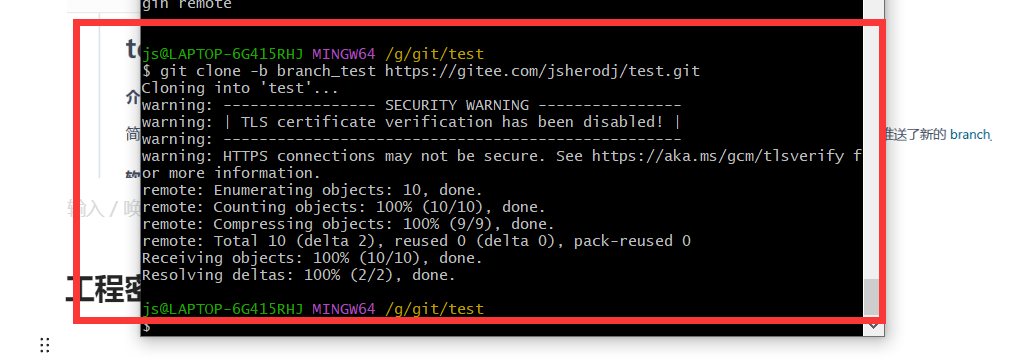 gin remote
js@LAPTOP-6G415RHJ MINGW64 /g/git/test
$ git clone -b branch_test https://gitee.com/jsherodj/test.git
Cloning into 'test'...
warning: ----------------- SECURITY WARNING ----------------
warning: | TLS certificate verification has been disabled! |
warning: ---------------------------------------------------
warning: HTTPS connections may not be secure. See https://aka.ms/gcm/tlsverify f
or more information.
remote: Enumerating objects: 10, done.
remote: Counting objects: 100% (10/10), done.
remote: Compressing objects: 100% (9/9), done.
remote: Total 10 (delta 2), reused 0 (delta 0), pack-reused 0
Receiving objects: 100% (10/10), done.
Resolving deltas: 100% (2/2), done.
js@LAPTOP-6G415RHJ MINGW64 /g/git/test
$
介
简
送了新的 branch
输入 / 唤
工程密